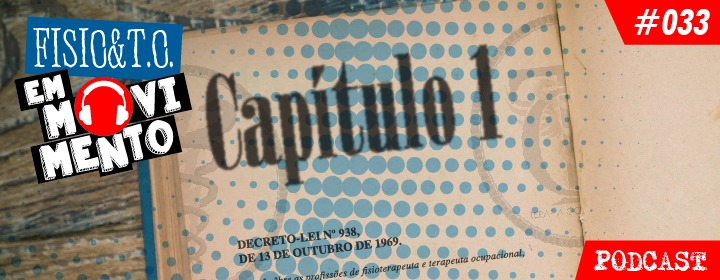 FISIO&T.O.
EM
MOVI
MENTO
#033
Capítulo 1
DECRETO-LEI Nº 938,
DE 13 DE OUTUBRO DE 1969.
sobre as profissões de fisioterapeuta e terapeuta ocupacional,
PODCAST